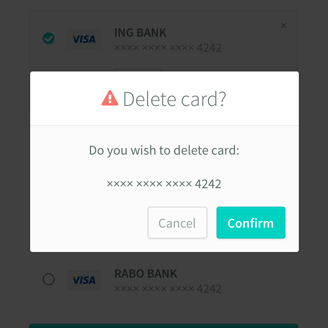 ING BANK
VISA
×××× ×××× ×××× 4242
Delete card?
Do you wish to delete card:
×××× ×××× ×××× 4242
Cancel
Confirm
RABO BANK
VISA
×××× ×××× ×××× 4242